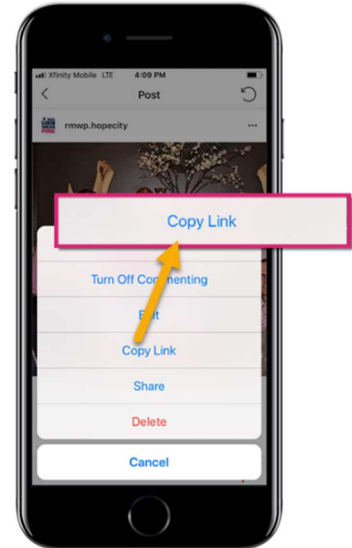 Xfinity Mobile LTE 4:09 PM
Post
rmwp.hopecity
Copy Link
Turn Off Commenting
Edit
Copy Link
Share
Delete
Cancel